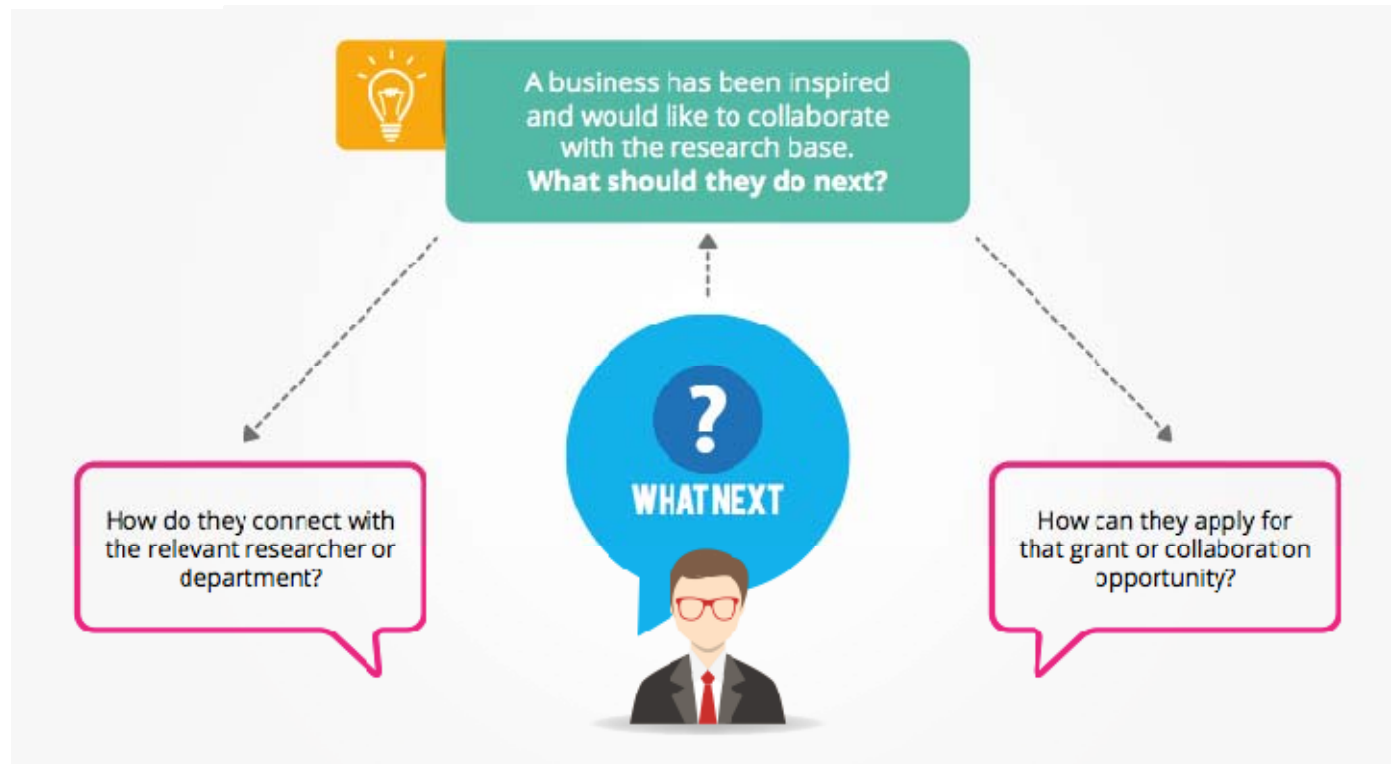 A business has been inspired
and would like to collaborate
with the research base.
What should they do next?
?
WHAT NEXT
How do they connect with
the relevant researcher or
department?
How can they apply for
that grant or collaboration
opportunity?